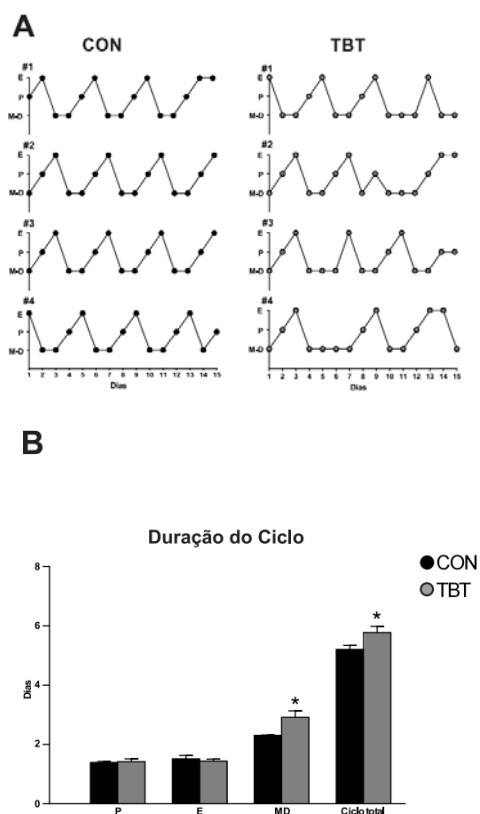 A
CON TBT
#1 #1
E E
P P
M-D M-D
#2 #2
E E
P P
M-D M-D
#3 #3
E E
P P
M-D M-D
#4 #4
E E
P P
M-D M-D
1 2 3 4 5 6 7 8 9 10 11 12 13 14 15 1 2 3 4 5 6 7 8 9 10 11 12 13 14 15
Dias Dias
B
Duração do Ciclo
8
CON
TBT
6
*
Dias
4
*
2
0
P E MD Ciclo total